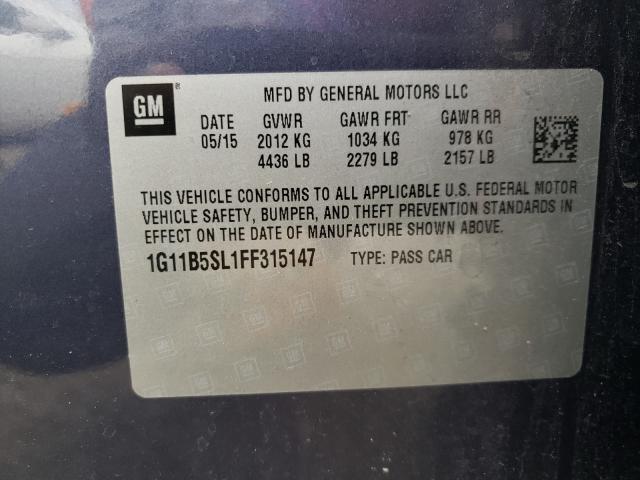 GM ®
MFD BY GENERAL MOTORS LLC
DATE GVWR GAWR FRT GAWR RR
05/15 2012 KG 1034 KG 978 KG
4436 LB 2279 LB 2157 LB
THIS VEHICLE CONFORMS TO ALL APPLICABLE U.S. FEDERAL MOTOR
VEHICLE SAFETY, BUMPER, AND THEFT PREVENTION STANDARDS IN
EFFECT ON THE DATE OF MANUFACTURE SHOWN ABOVE.
1G11B5SL1FF315147 TYPE: PASS CAR